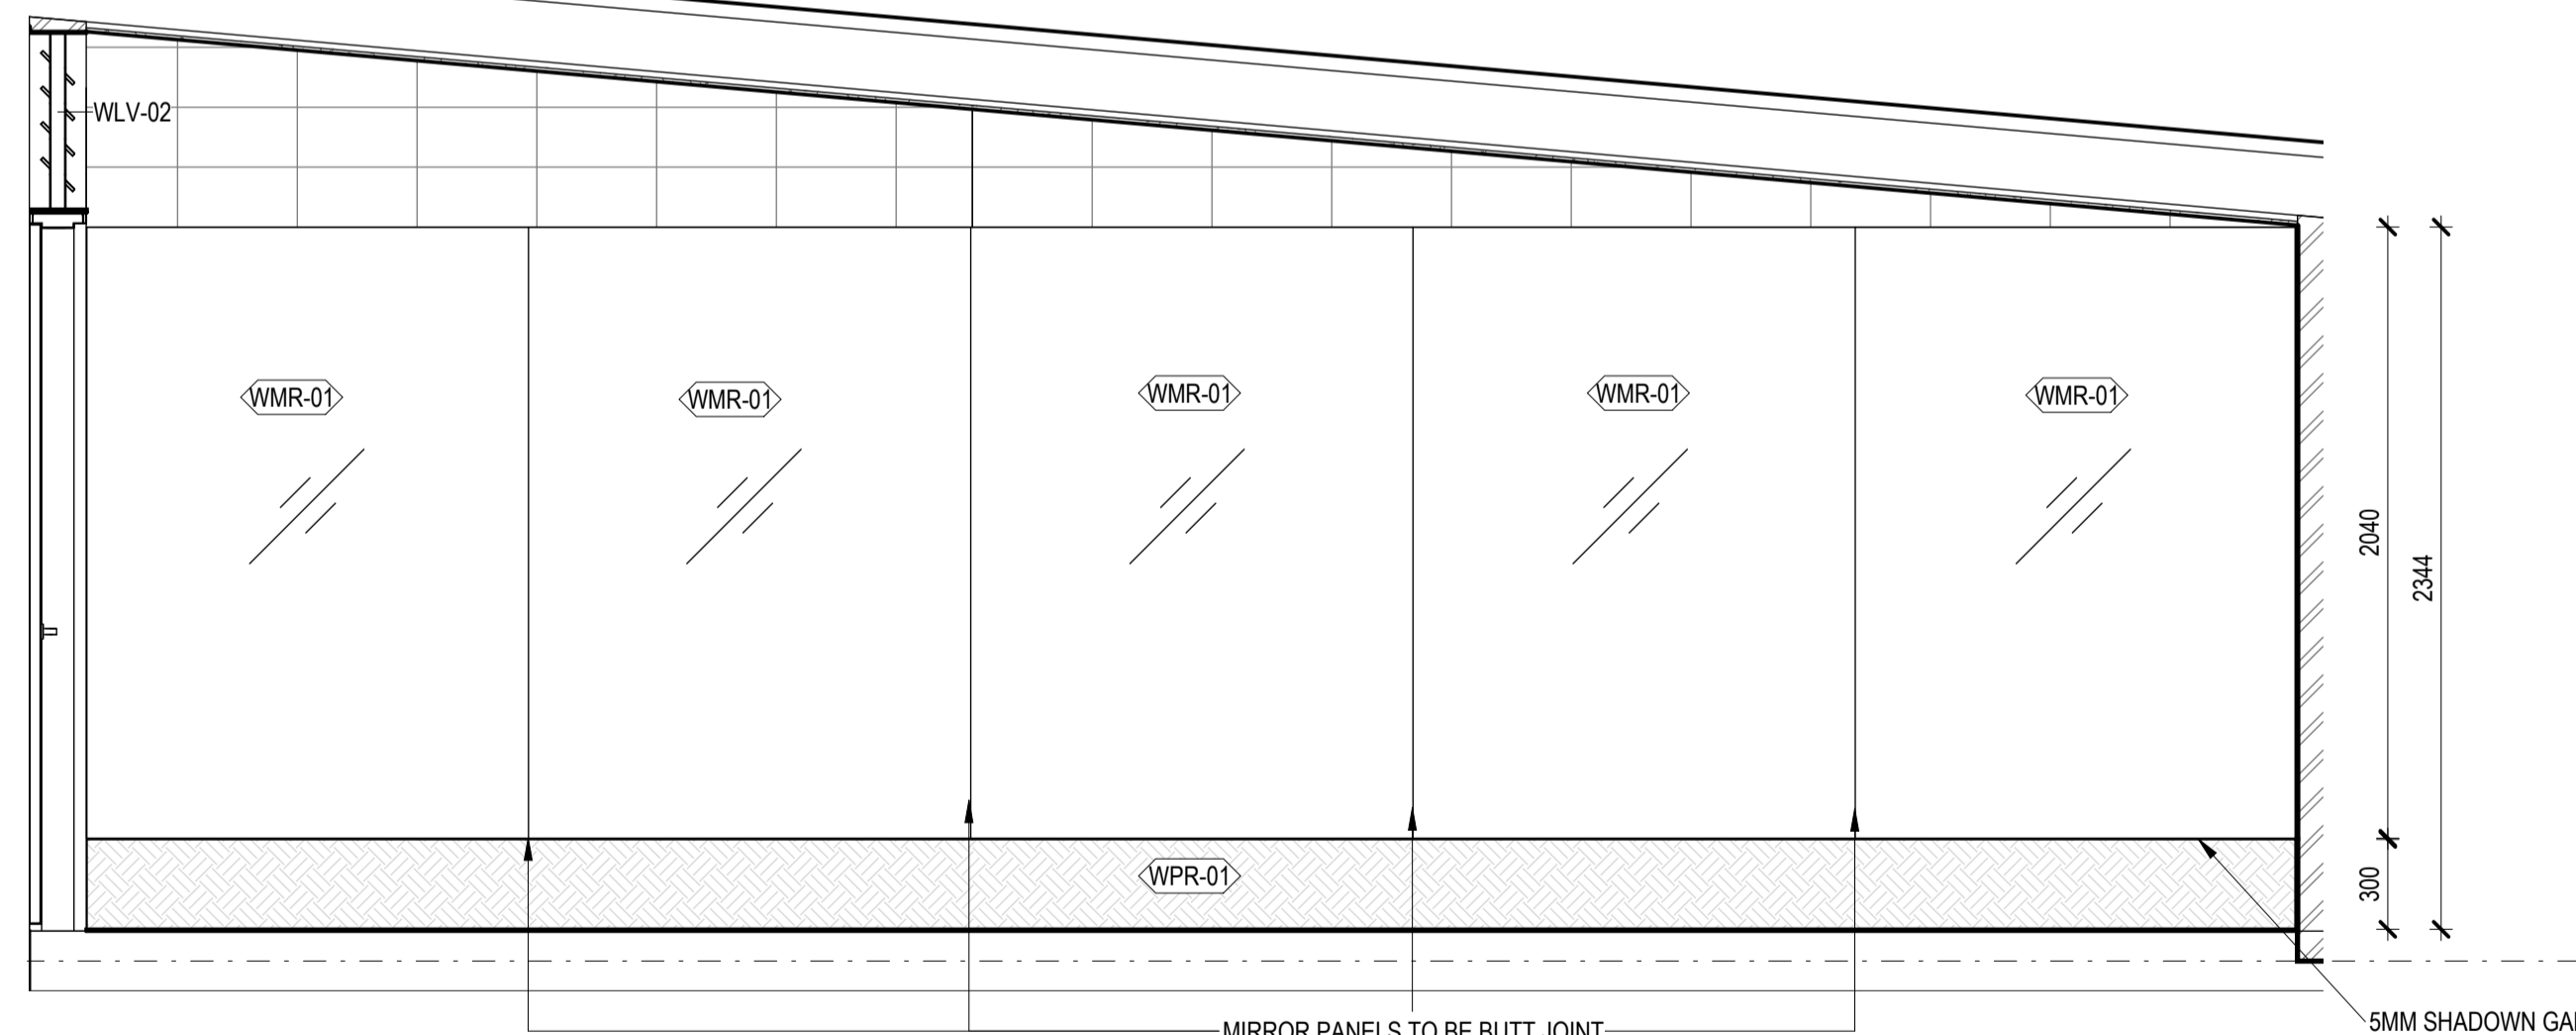 WLV-02
WMR-01
WMR-01
WMR-01
WMR-01
WMR-01
2040
2344
WPR-01
300
MIRROR PANELS TO BE BUTT JOINT
5MM SHADOWN GA